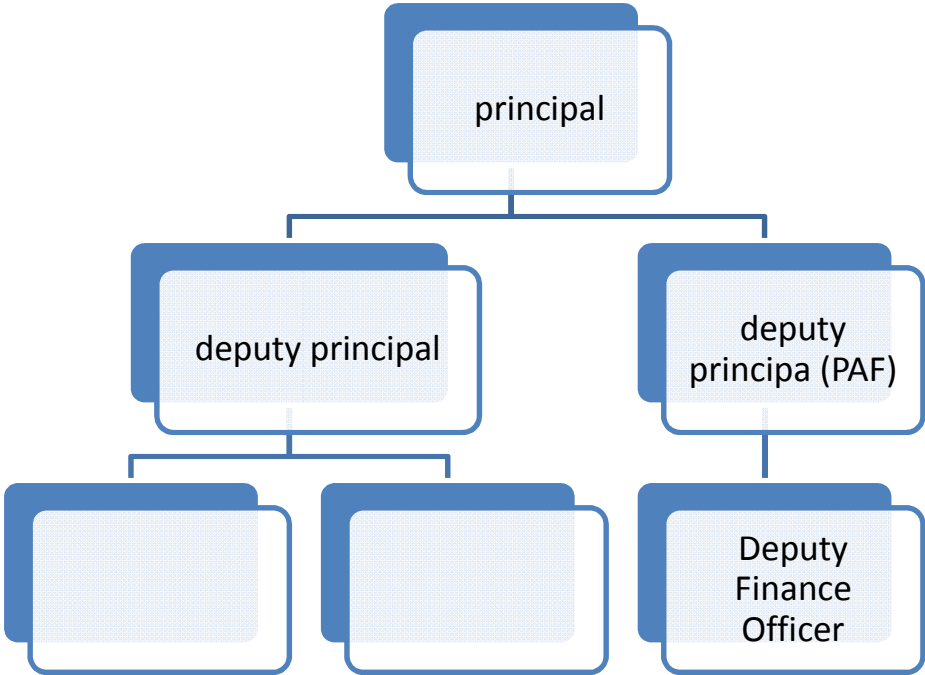 principal
deputy principal
deputy
principa (PAF)
Deputy
Finance
Officer